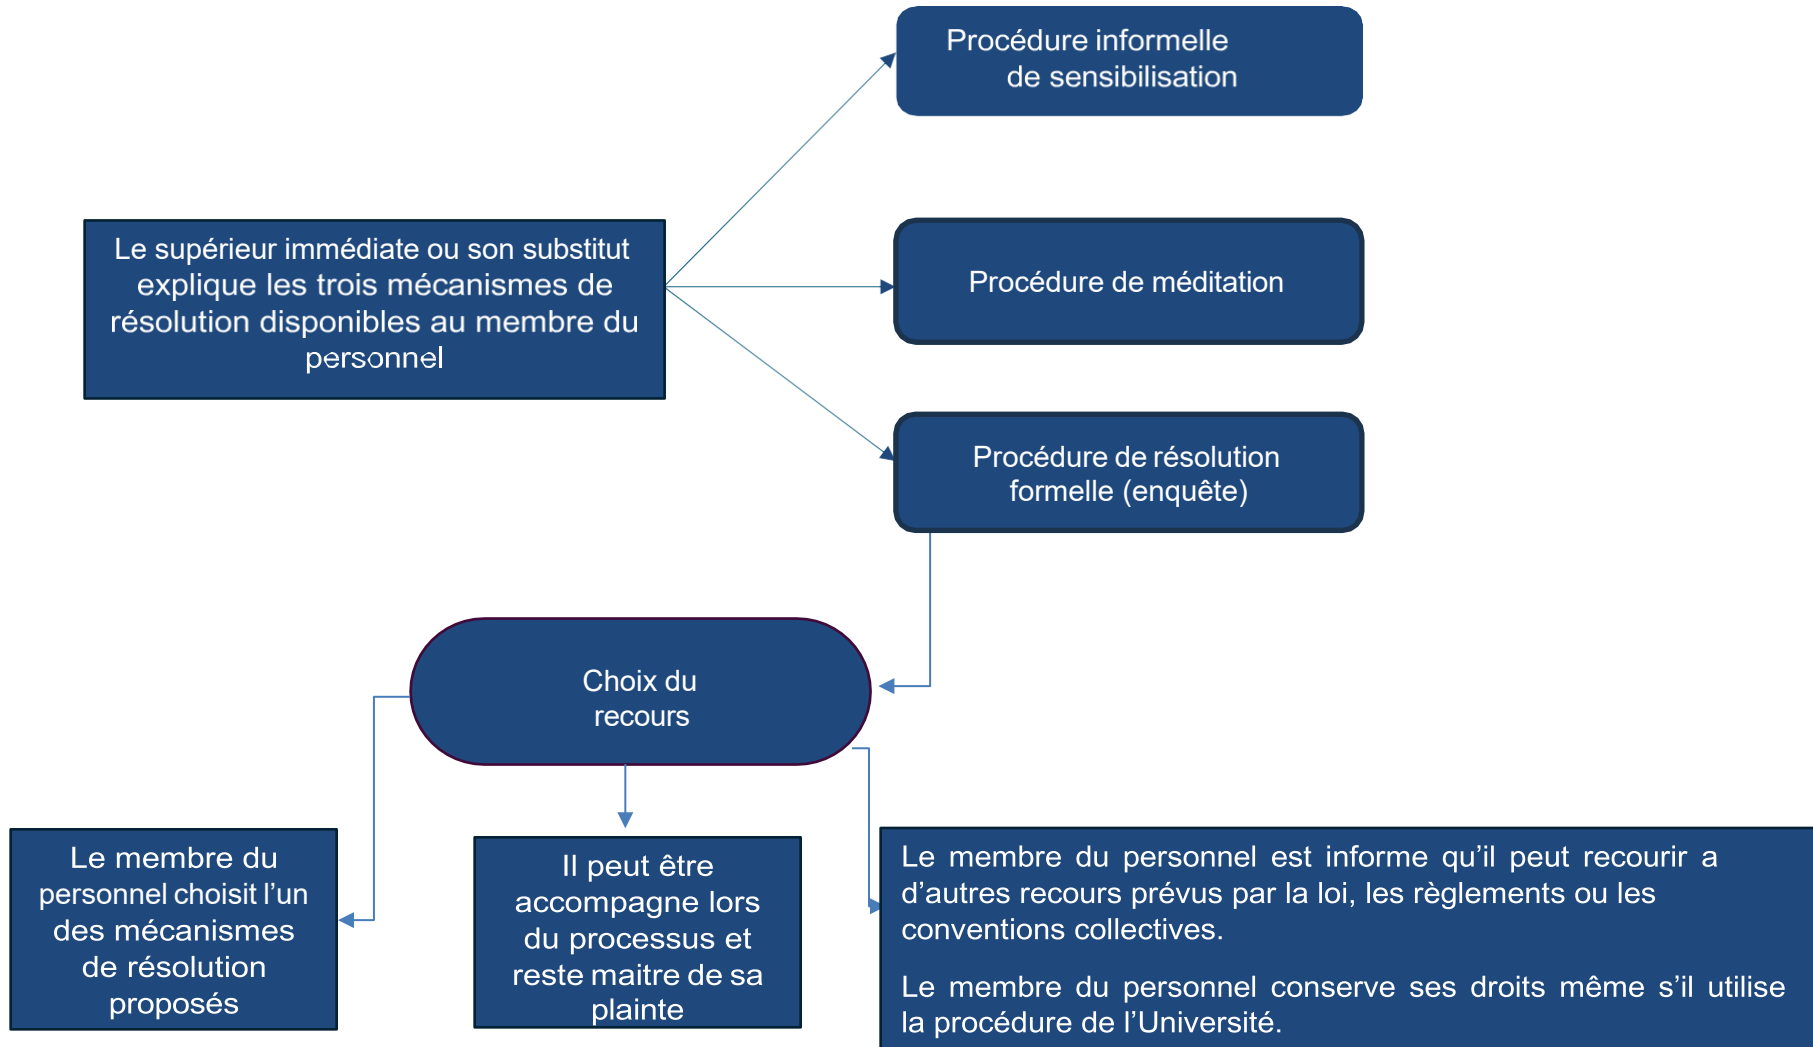 Procédure informelle
de sensibilisation
Le supérieur immédiate ou son substitut
explique les trois mécanismes de
résolution disponibles au membre du
personnel
Procédure de méditation
Procédure de résolution
formelle (enquête)
Choix du
recours
Le membre du
personnel choisit l’un
des mécanismes
de résolution
proposés
Il peut être
accompagne lors
du processus et
reste maitre de sa
plainte
Le membre du personnel est informe qu’il peut recourir a
d’autres recours prévus par la loi, les règlements ou les
conventions collectives.
Le membre du personnel conserve ses droits même s’il utilise
la procédure de l’Université.